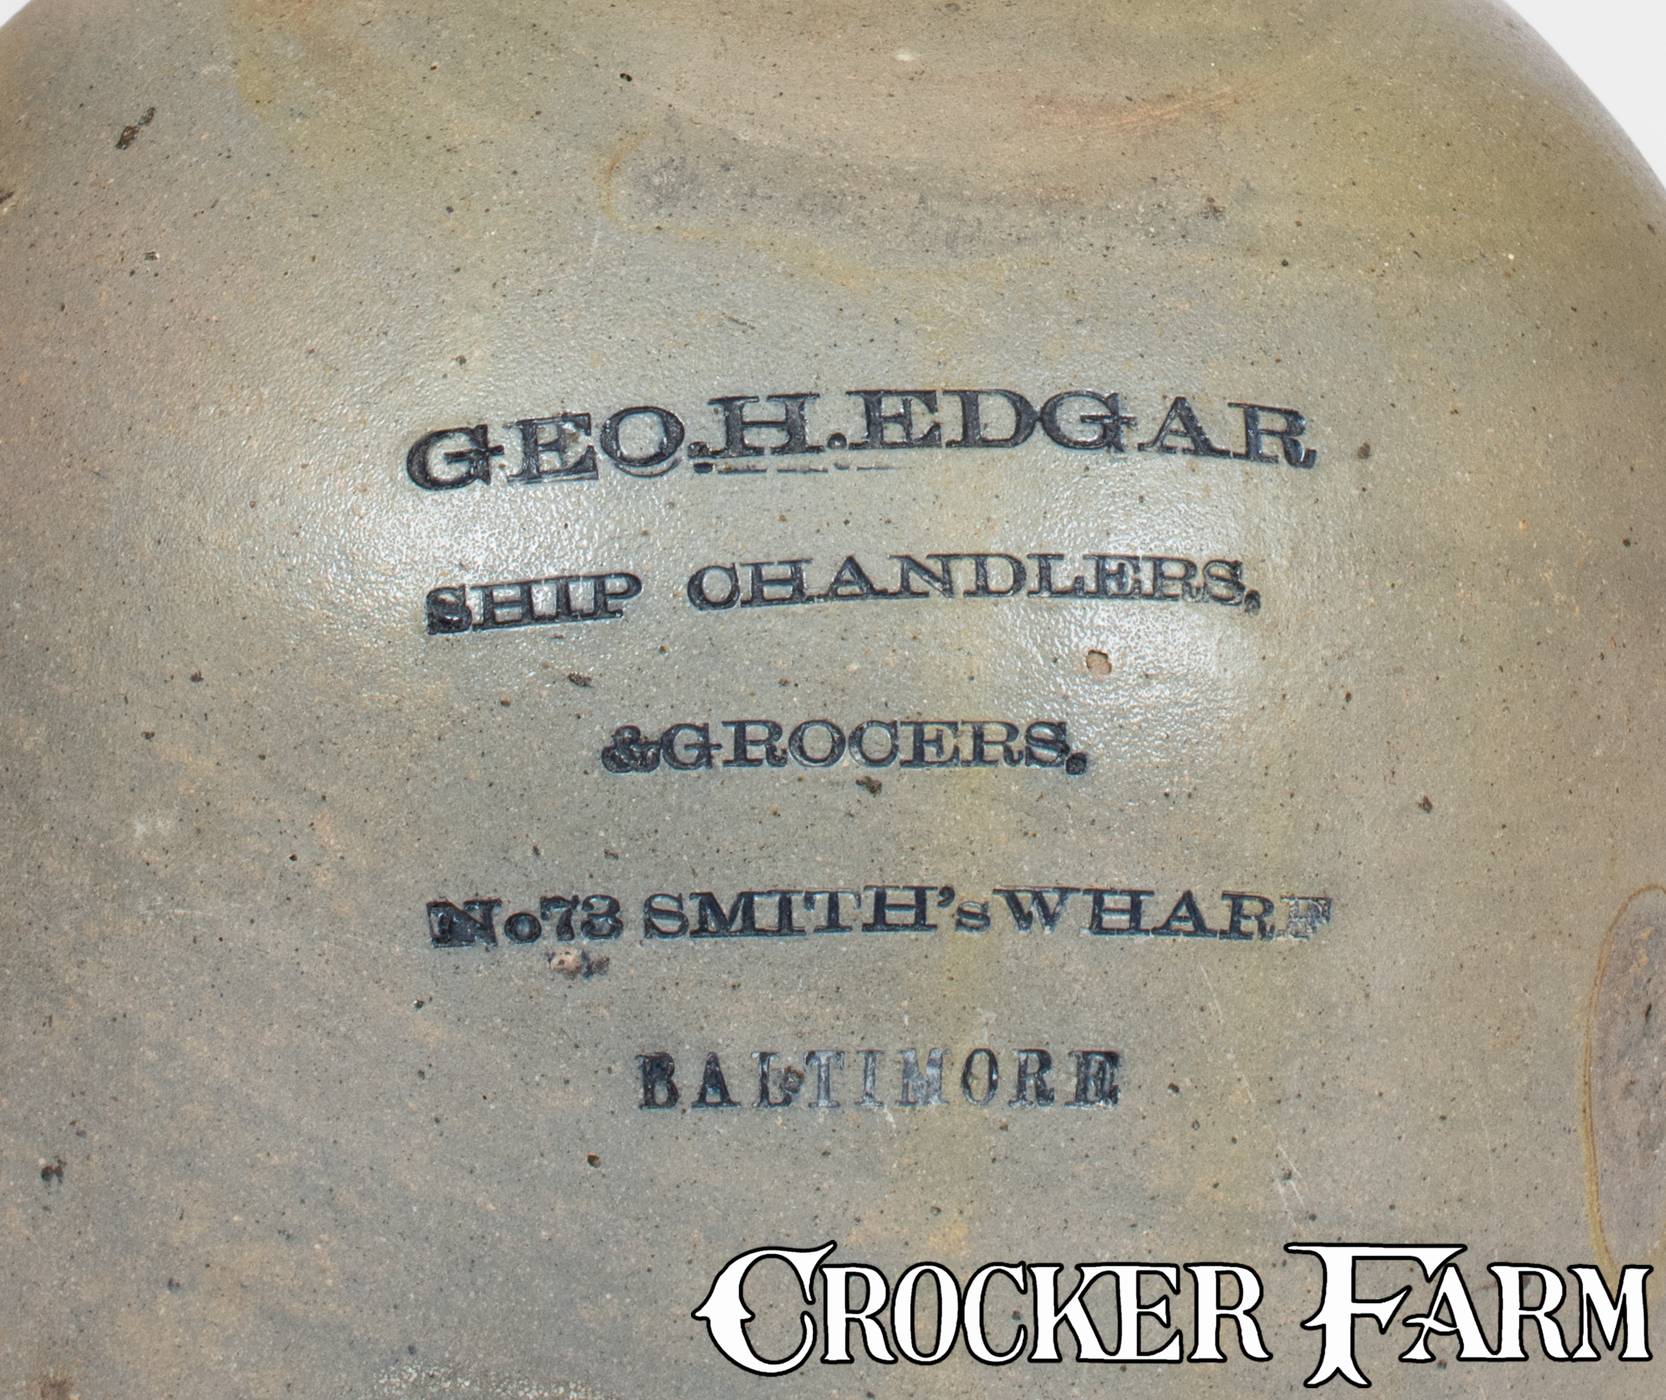 GEO.H.EDGAR
SHIP CHANDLERS,
&GROCERS.
No73 SMITH's WHARF
BALTIMORE
CROCKER FARM